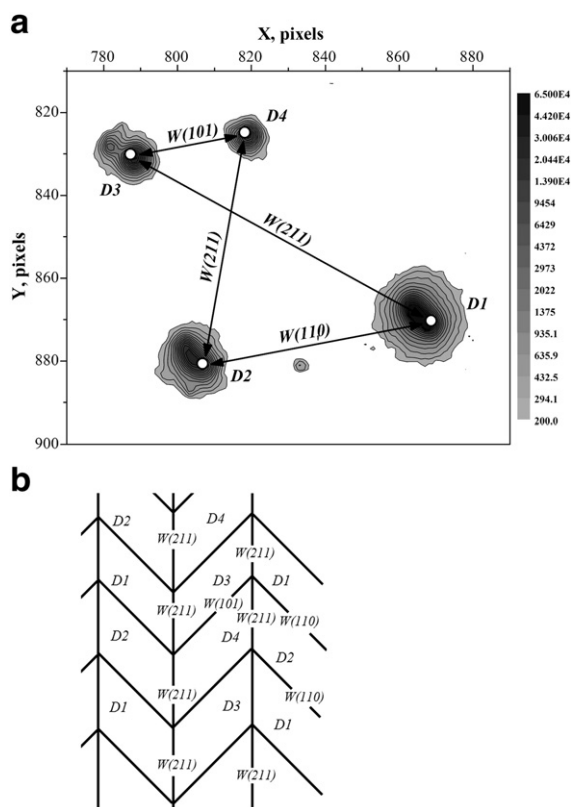 a
X, pixels
780 800 820 840 860 880
820
840
860
880
900
Y, pixels
D4
W(101)
D3
W(211)
W(211)
D1
W(110)
D2
6.500E4
4.420E4
3.006E4
2.044E4
1.390E4
9454
6429
4372
2973
2022
1375
935.1
635.9
432.5
294.1
200.0
b
D2 D4
W(211)
W(211)
D1 D3 D1
W(211) W(101)
W(211) W(110)
D2 D4
D2
W(211) W(110)
D1 D3
D1
W(211) W(211)